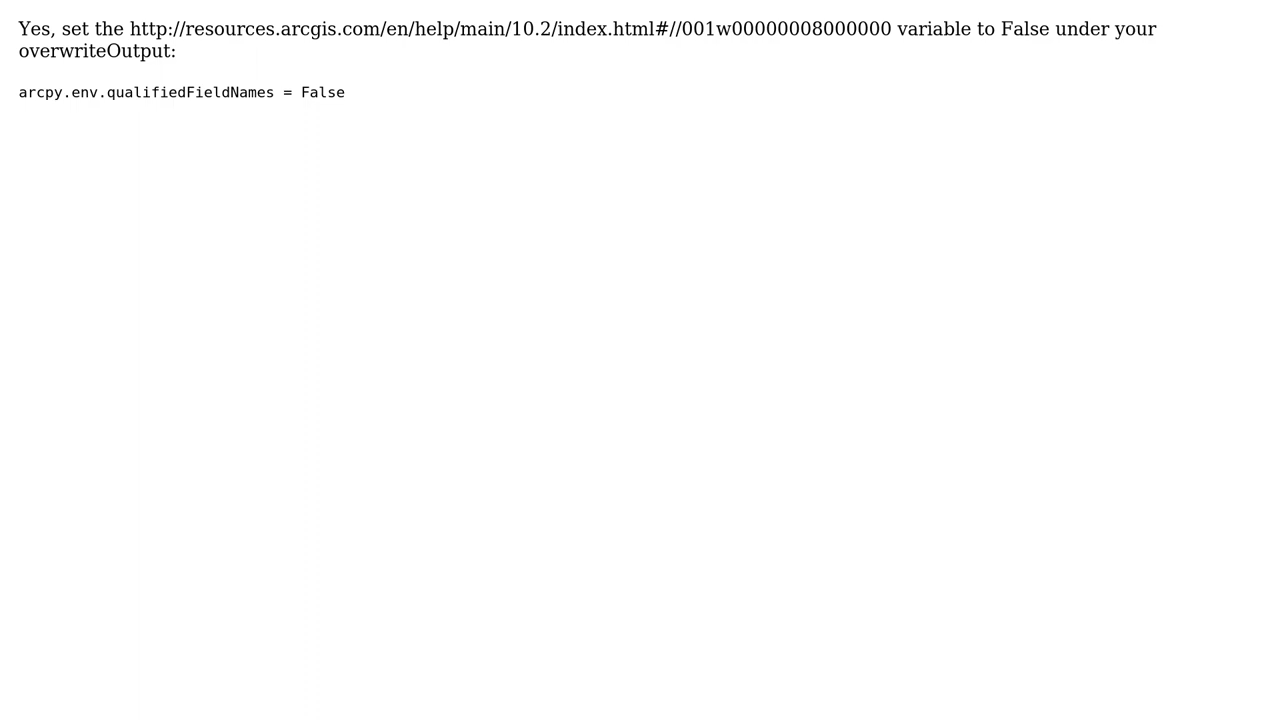 Yes, set the http://resources.arcgis.com/en/help/main/10.2/index.html#//001w00000008000000 variable to False under your
overwriteOutput:
arcpy.env.qualifiedFieldNames = False